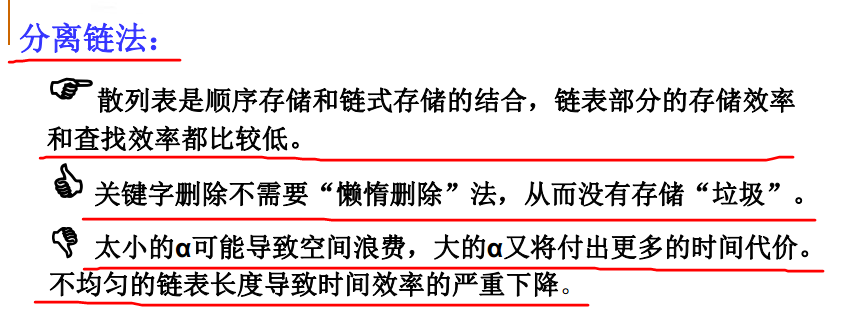 分离链法：
散列表是顺序存储和链式存储的结合，链表部分的存储效率
和查找效率都比较低。
关键字删除不需要“懒惰删除”法，从而没有存储“垃圾”。
太小的α可能导致空间浪费，大的α又将付出更多的时间代价。
不均匀的链表长度导致时间效率的严重下降。